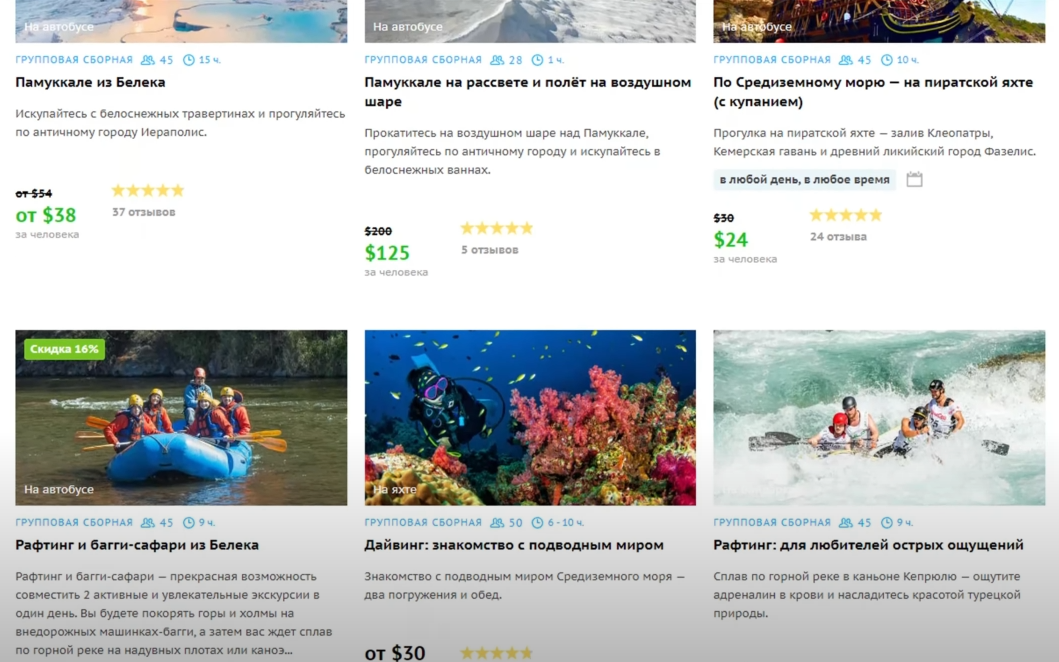 На автобусе
ГРУППОВАЯ СБОРНАЯ 45 15 ч.
Памуккале из Белека
Искупайтесь с белоснежных травертинах и прогуляйтесь
по античному городу Иераполис.
от $54
от $38
за человека
37 отзывов
На автобусе
ГРУППОВАЯ СБОРНАЯ 28 1 ч.
Памуккале на рассвете и полёт на воздушном
шаре
Прокатитесь на воздушном шаре над Памуккале,
прогуляйтесь по античному городу и искупайтесь в
белоснежных ваннах.
$200
$125
за человека
5 отзывов
На автобусе
ГРУППОВАЯ СБОРНАЯ 45 10 ч.
По Средиземному морю — на пиратской яхте
(с купанием)
Прогулка на пиратской яхте — залив Клеопатры,
Кемерская гавань и древний ликийский город Фазелис.
в любой день, в любое время
$30
$24
за человека
24 отзыва
Скидка 16%
На автобусе
ГРУППОВАЯ СБОРНАЯ 45 9 ч.
Рафтинг и багги-сафари из Белека
Рафтинг и багги-сафари — прекрасная возможность
совместить 2 активные и увлекательные экскурсии в
один день. Вы будете покорять горы и холмы на
внедорожных машинках-багги, а затем вас ждет сплав
по горной реке на надувных плотах или каноэ...
На яхте
ГРУППОВАЯ СБОРНАЯ 50 6 - 10 ч.
Дайвинг: знакомство с подводным миром
Знакомство с подводным миром Средиземного моря —
два погружения и обед.
от $30
ГРУППОВАЯ СБОРНАЯ 45 9 ч.
Рафтинг: для любителей острых ощущений
Сплав по горной реке в каньоне Кепрюлю — ощутите
адреналин в крови и насладитесь красотой турецкой
природы.